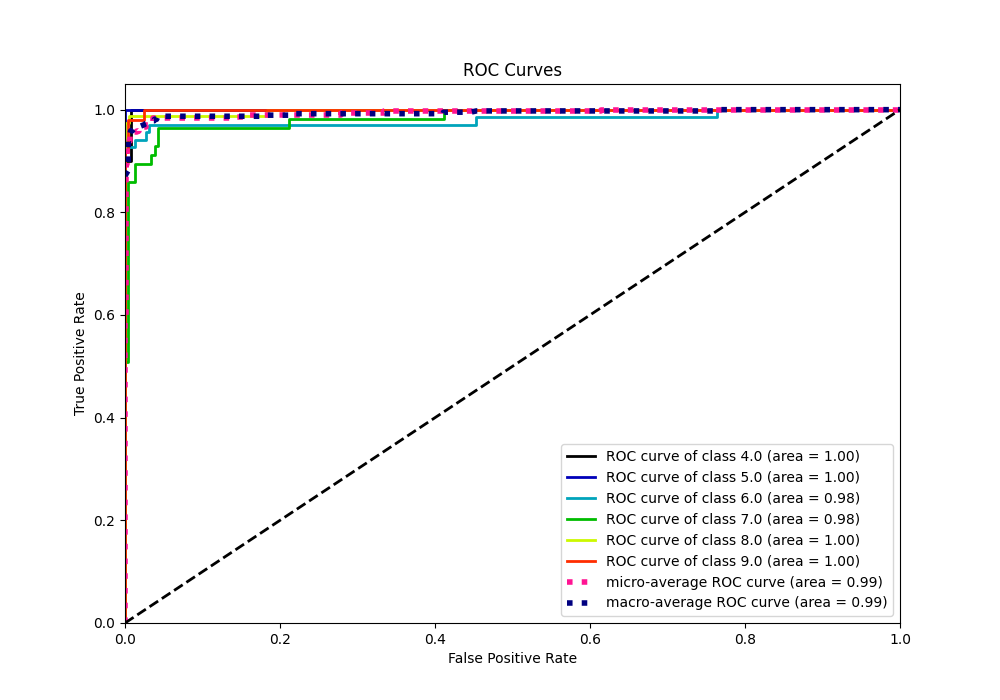 ROC Curves
True Positive Rate
1.0
0.8
0.6
0.4
0.2
0.0
ROC curve of class 4.0 (area = 1.00)
ROC curve of class 5.0 (area = 1.00)
ROC curve of class 6.0 (area = 0.98)
ROC curve of class 7.0 (area = 0.98)
ROC curve of class 8.0 (area = 1.00)
ROC curve of class 9.0 (area = 1.00)
micro-average ROC curve (area = 0.99)
macro-average ROC curve (area = 0.99)
0.0 0.2 0.4 0.6 0.8 1.0
False Positive Rate